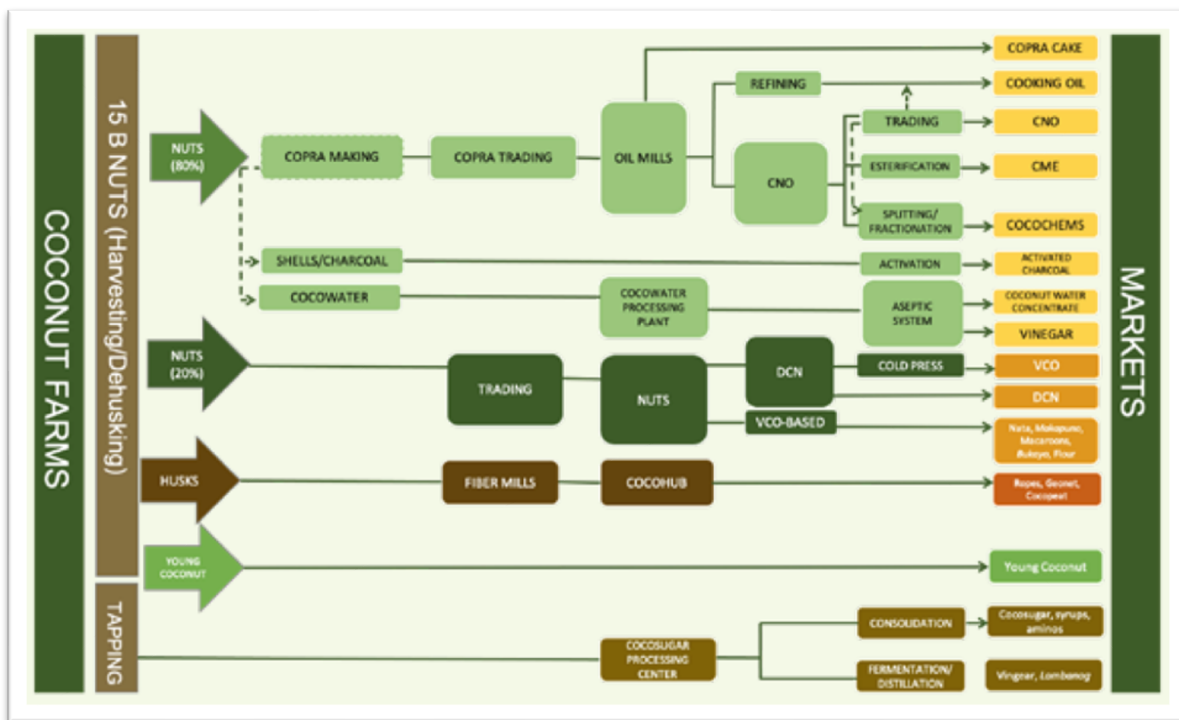 COCONUT FARMS
15 B NUTS (Harvesting/Dehusking)
TAPPING
NUTS
(80%)
COPRA MAKING
COPRA TRADING
OIL MILLS
REFINING
CNO
TRADING
ESTERIFICATION
SPUTTING/
FRACTIONATION
COPRA CAKE
COOKING OIL
CNO
CME
COCOCHEMS
SHELLS/CHARCOAL
ACTIVATION
ACTIVATED
CHARCOAL
COCOWATER
COCOWATER
PROCESSING
PLANT
ASEPTIC
SYSTEM
COCONUT WATER
CONCENTRATE
VINEGAR
NUTS
(20%)
TRADING
NUTS
DCN
COLD PRESS
VCO
DCN
VCO-BASED
Nata, Makapuno,
Macaroons,
Bukayo, Flour
HUSKS
FIBER MILLS
COCOHUB
Ropes, Geonet,
Cocopeat
YOUNG
COCONUT
Young Coconut
COCOSUGAR
PROCESSING
CENTER
CONSOLIDATION
Cocosugar, syrups,
aminos
FERMENTATION/
DISTILLATION
Vingear, Lambanog
MARKETS